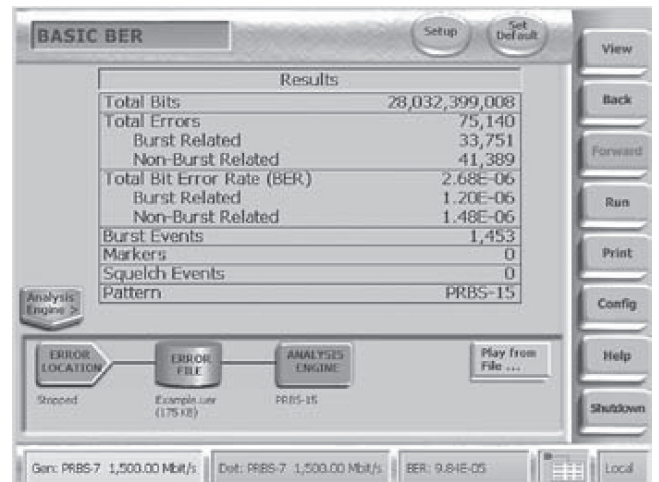 BASIC BER
Setup
Set Default
Results
Total Bits 28,032,399,008
Total Errors 75,140
Burst Related 33,751
Non-Burst Related 41,389
Total Bit Error Rate (BER) 2.68E-06
Burst Related 1.20E-06
Non-Burst Related 1.48E-06
Burst Events 1,453
Markers 0
Squelch Events 0
Pattern PRBS-15
Analysis Engine >
ERROR LOCATION
ERROR FILE
ANALYSIS ENGINE
Play from File ...
Stopped
Example.uer
(175 KB)
PRBS-15
View
Back
Forward
Run
Print
Config
Help
Shutdown
Gen: PRBS-7 1,500.00 Mbit/s
Det: PRBS-7 1,500.00 Mbit/s
BER: 9.84E-05
Local